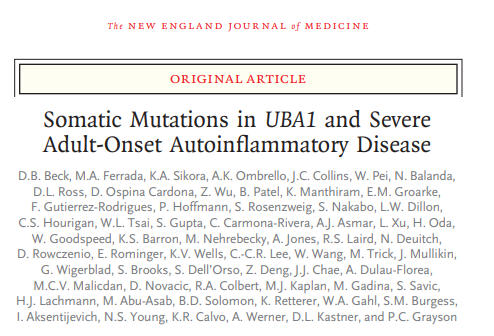 The NEW ENGLAND JOURNAL of MEDICINE
ORIGINAL ARTICLE
Somatic Mutations in UBA1 and Severe
Adult-Onset Autoinflammatory Disease
D.B. Beck, M.A. Ferrada, K.A. Sikora, A.K. Ombrello, J.C. Collins, W. Pei, N. Balanda,
D.L. Ross, D. Ospina Cardona, Z. Wu, B. Patel, K. Manthiram, E.M. Groarke,
F. Gutierrez-Rodrigues, P. Hoffmann, S. Rosenzweig, S. Nakabo, L.W. Dillon,
C.S. Hourigan, W.L. Tsai, S. Gupta, C. Carmona-Rivera, A.J. Asmar, L. Xu, H. Oda,
W. Goodspeed, K.S. Barron, M. Nehrebecky, A. Jones, R.S. Laird, N. Deuitch,
D. Rowczenio, E. Rominger, K.V. Wells, C.-C.R. Lee, W. Wang, M. Trick, J. Mullikin,
G. Wigerblad, S. Brooks, S. Dell'Orso, Z. Deng, J.J. Chae, A. Dulau-Florea,
M.C.V. Malicdan, D. Novacic, R.A. Colbert, M.J. Kaplan, M. Gadina, S. Savic,
H.J. Lachmann, M. Abu-Asab, B.D. Solomon, K. Retterer, W.A. Gahl, S.M. Burgess,
I. Aksentijevich, N.S. Young, K.R. Calvo, A. Werner, D.L. Kastner, and P.C. Grayson